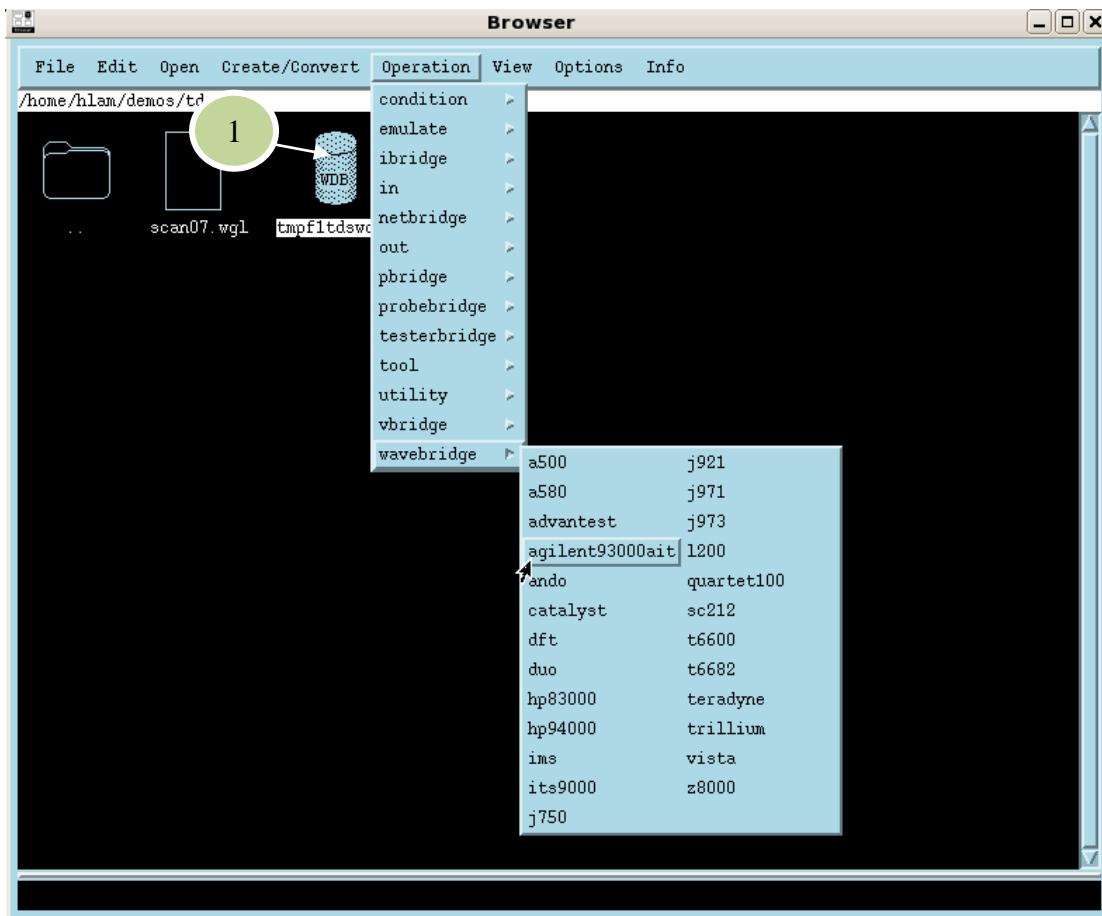 Browser
File Edit Open Create/Convert Operation View Options Info
/home/hlam/demos/td
1
WDB
..
scan07.wgl
tmpf1tdswd
condition
emulate
ibridge
in
netbridge
out
pbridge
probebridge
testerbridge
tool
utility
vbridge
wavebridge
a500
a580
advantest
agilent93000ait
ando
catalyst
dft
duo
hp83000
hp94000
ims
its9000
j750
j921
j971
j973
l200
quartet100
sc212
t6600
t6682
teradyne
trillium
vista
z8000